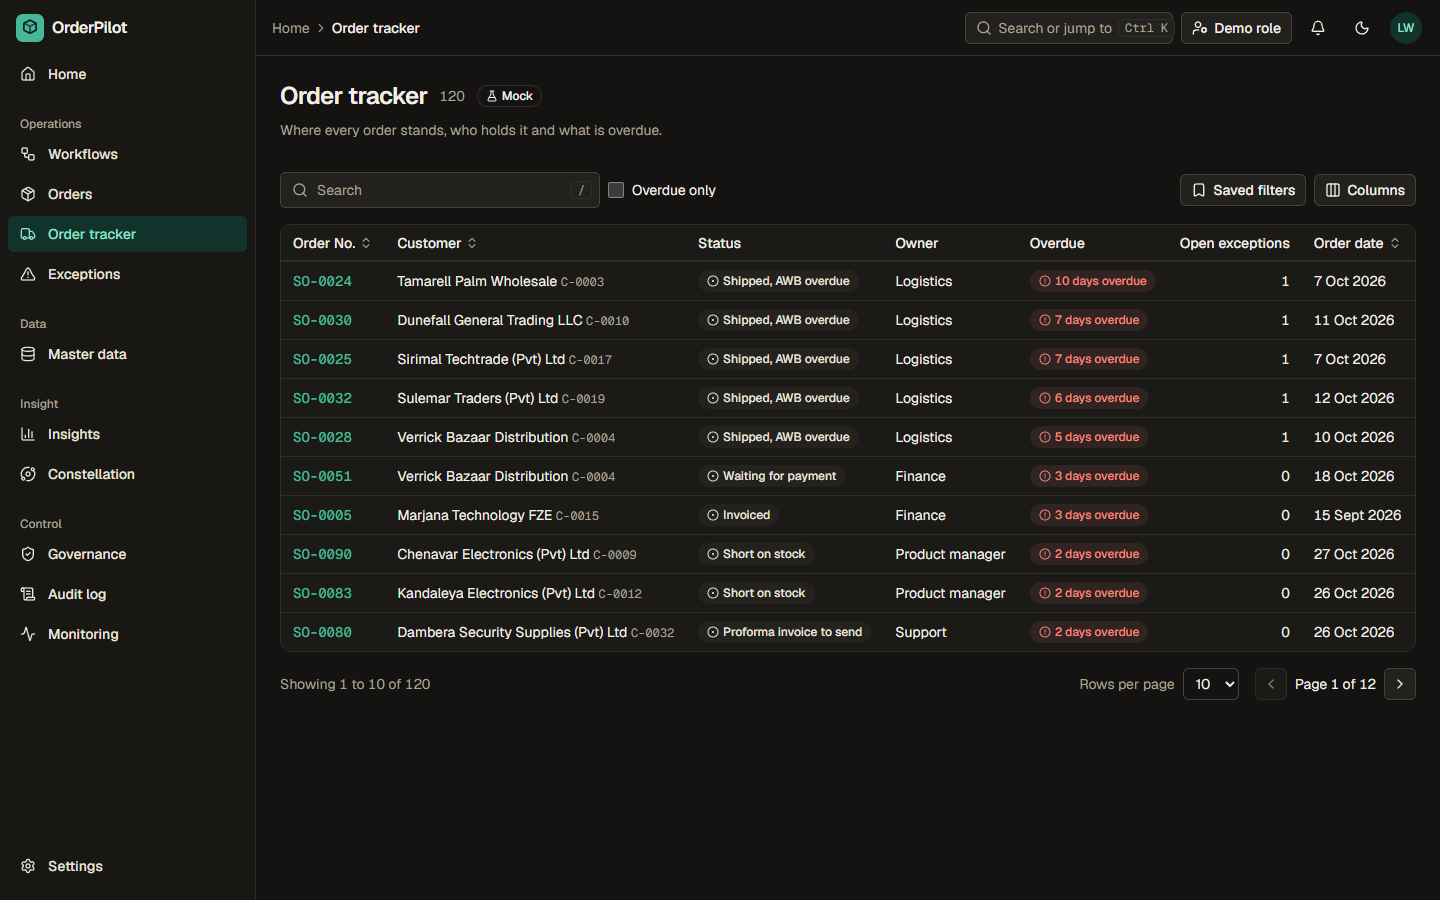 OrderPilot
Home
Operations
Workflows
Orders
Order tracker
Exceptions
Data
Master data
Insight
Insights
Constellation
Control
Governance
Audit log
Monitoring
Settings
Home > Order tracker
Search or jump to Ctrl K
Demo role
LW
Order tracker 120 Mock
Where every order stands, who holds it and what is overdue.
Search /
Overdue only
Saved filters
Columns
Order No. Customer Status Owner Overdue Open exceptions Order date
SO-0024 Tamarell Palm Wholesale C-0003 Shipped, AWB overdue Logistics 10 days overdue 1 7 Oct 2026
SO-0030 Dunefall General Trading LLC C-0010 Shipped, AWB overdue Logistics 7 days overdue 1 11 Oct 2026
SO-0025 Sirimal Techtrade (Pvt) Ltd C-0017 Shipped, AWB overdue Logistics 7 days overdue 1 7 Oct 2026
SO-0032 Sulemar Traders (Pvt) Ltd C-0019 Shipped, AWB overdue Logistics 6 days overdue 1 12 Oct 2026
SO-0028 Verrick Bazaar Distribution C-0004 Shipped, AWB overdue Logistics 5 days overdue 1 10 Oct 2026
SO-0051 Verrick Bazaar Distribution C-0004 Waiting for payment Finance 3 days overdue 0 18 Oct 2026
SO-0005 Marjana Technology FZE C-0015 Invoiced Finance 3 days overdue 0 15 Sept 2026
SO-0090 Chenavar Electronics (Pvt) Ltd C-0009 Short on stock Product manager 2 days overdue 0 27 Oct 2026
SO-0083 Kandaleya Electronics (Pvt) Ltd C-0012 Short on stock Product manager 2 days overdue 0 26 Oct 2026
SO-0080 Dambera Security Supplies (Pvt) Ltd C-0032 Proforma invoice to send Support 2 days overdue 0 26 Oct 2026
Showing 1 to 10 of 120
Rows per page 10
Page 1 of 12